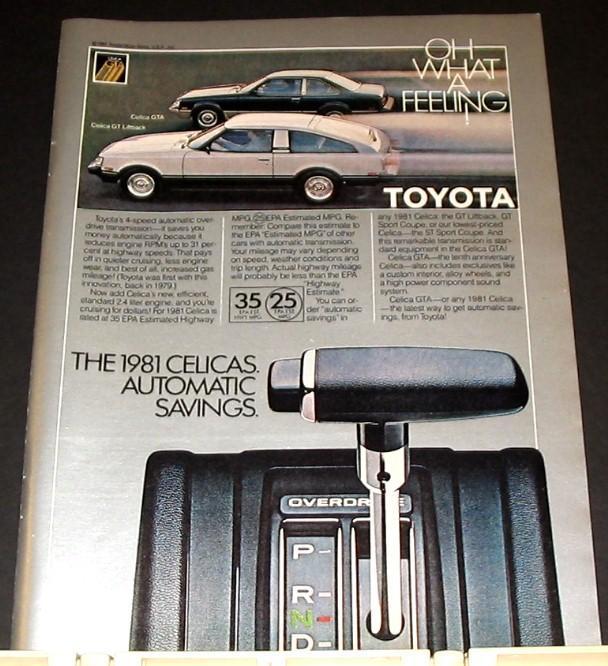 OH
WHAT
A
FEELING
!
Celica GTA
Celica GT Liftback
TOYOTA
Toyota's 4-speed automatic over-
drive transmission—it saves you
money automatically because it
reduces engine RPM's up to 31 per-
cent at highway speeds. That pays
off in quieter cruising, less engine
wear, and best of all, increased gas
mileage! (Toyota was first with this
innovation, back in 1979.)
Now add Celica's new, efficient,
standard 2.4 liter engine, and you're
cruising for dollars! For 1981 Celica is
rated at 35 EPA Estimated Highway
MPG, 25 EPA Estimated MPG. Re-
member: Compare this estimate to
the EPA "Estimated MPG" of other
cars with automatic transmission.
Your mileage may vary depending
on speed, weather conditions and
trip length. Actual highway mileage
will probably be less than the EPA
"Highway
Estimate."
You can or-
der "automatic
savings" in
35 EPA EST. HWY. MPG.
25 EPA EST. MPG.
any 1981 Celica: the GT Liftback, GT
Sport Coupe, or our lowest-priced
Celica—the ST Sport Coupe. And
this remarkable transmission is stan-
dard equipment in the Celica GTA!
Celica GTA—the tenth anniversary
Celica—also includes exclusives like
a custom interior, alloy wheels, and
a high power component sound
system.
Celica GTA—or any 1981 Celica
—the latest way to get automatic sav-
ings, from Toyota!
THE 1981 CELICAS.
AUTOMATIC
SAVINGS.
OVERDRIVE
P
R
N
D